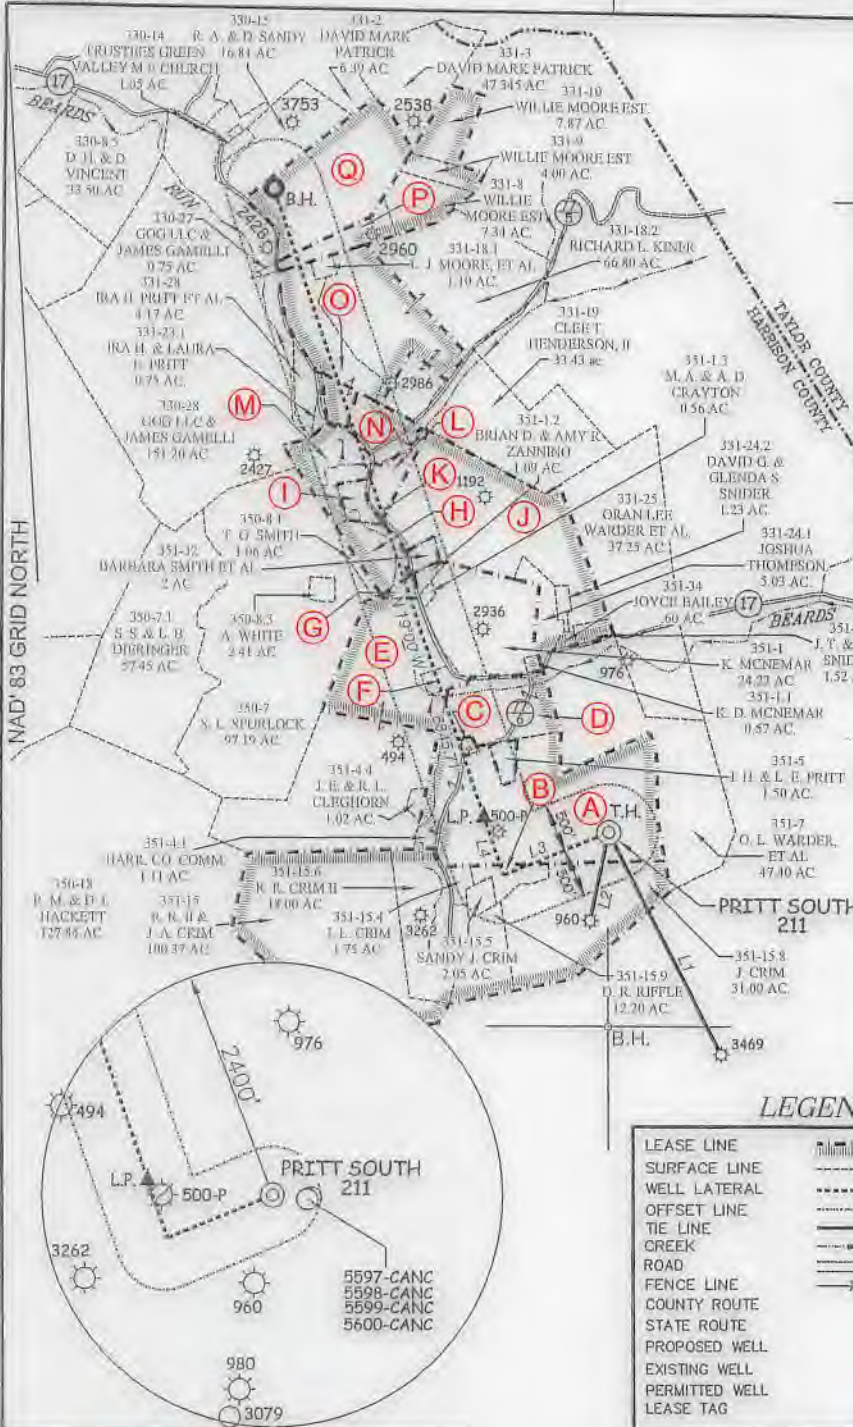 330-14
TRUSTEES GREEN
VALLEY M P CHURCH
1.05 AC.
330-15
R. A. & D. SANDY
16.81 AC.
331-2
DAVID MARK
PATRICK
6.39 AC.
331-3
DAVID MARK PATRICK
47.345 AC.
331-10
WILLIE MOORE EST.
7.87 AC.
331-9
WILLIE MOORE EST
4.00 AC.
331-8
WILLIE
MOORE EST
7.34 AC.
17
BEARDS
RUN
3753
2538
Q
P
B.H.
2428
2960
5
330-8.5
D. H. & D.
VINCENT
33.50 AC.
330-27
GOG LLC &
JAMES GAMELLI
0.75 AC.
331-28
IRA H PRITT ET AL
4.17 AC.
331-23.1
IRA H. & LAURA
PRITT
0.75 AC.
331-18.1
L. J. MOORE, ET AL
1.10 AC.
331-18.2
RICHARD L. KINER
66.80 AC.
331-19
CLEE T.
HENDERSON, II
33.43 ac.
TAYLOR COUNTY
HARRISON COUNTY
O
2986
M
N
L
330-28
GOG LLC &
JAMES GAMELLI
151.20 AC.
2427
351-1.3
M. A. & A. D
CRAYTON
0.56 AC.
351-1.2
BRIAN D. & AMY R.
ZANNINO
1.09 AC.
331-24.2
DAVID G. &
GLENDA S
SNIDER
1.23 AC.
I
K
1192
H
J
350-8.1
T. G. SMITH
1.06 AC.
351-32
BARBARA SMITH ET AL
2 AC.
331-25
ORAN LEE
WARDER ET AL
37.25 AC.
331-24.1
JOSHUA
THOMPSON
5.03 AC.
351-34
JOYCE BAILEY
.60 AC.
17
BEARDS
NAD' 83 GRID NORTH
350-7.1
S. S & L. B.
DIERINGER
57.45 AC.
350-8.3
A. WHITE
2.41 AC.
G
E
F
2936
976
351-1
K. MCNEMAR
24.22 AC.
351-1.1
K. D. MCNEMAR
0.57 AC.
J. T. &
SNID
1.52
C
6
D
350-7
S. L. SPURLOCK
97.19 AC.
494
351-4.4
J. E. & R. L.
CLEGHORN
1.02 AC.
351-5
J. H. & L. E. PRITT
1.50 AC.
B
A
T.H.
L.P.
500-P
500'
500'
L4
L3
L2
L1
351-7
O. L. WARDER,
ET AL
47.40 AC.
351-4.1
HARR. CO. COMM.
1.11 AC.
350-18
R. M. & D. L.
HACKETT
127.88 AC.
351-15
R. R. II &
J. A. CRIM
100.37 AC.
351-15.6
R. R. CRIM II
18.00 AC.
351-15.4
J. L. CRIM
1.75 AC.
3262
351-15.5
SANDY J. CRIM
2.05 AC.
960
PRITT SOUTH
211
351-15.8
J. CRIM
31.00 AC.
351-15.9
D. R. RIFFLE
12.20 AC.
B.H.
3469
976
2400'
494
L.P.
500-P
PRITT SOUTH
211
3262
960
5597-CANC
5598-CANC
5599-CANC
5600-CANC
980
3079
LEGEN
LEASE LINE
SURFACE LINE
WELL LATERAL
OFFSET LINE
TIE LINE
CREEK
ROAD
FENCE LINE
COUNTY ROUTE
STATE ROUTE
PROPOSED WELL
EXISTING WELL
PERMITTED WELL
LEASE TAG